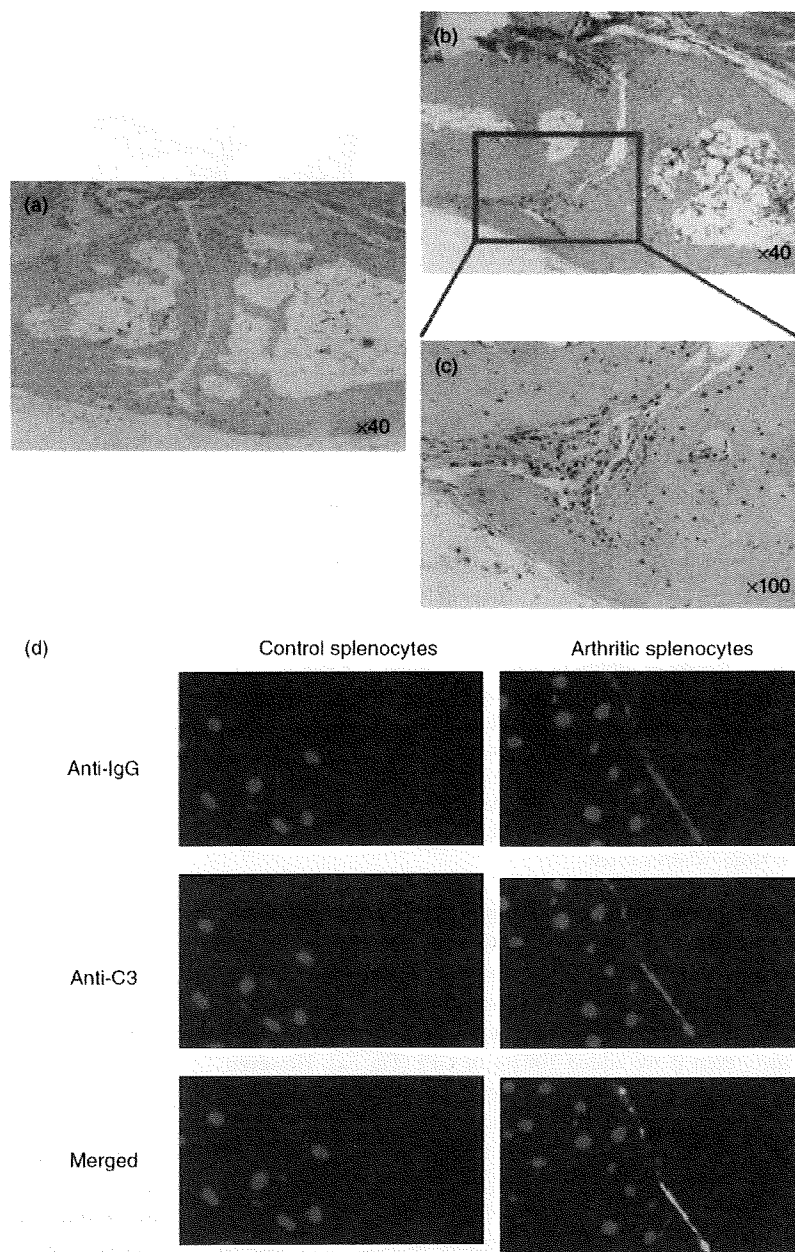 (a)
×40
(b)
×40
(c)
×100
(d)
Control splenocytes
Arthritic splenocytes
Anti-IgG
Anti-C3
Merged